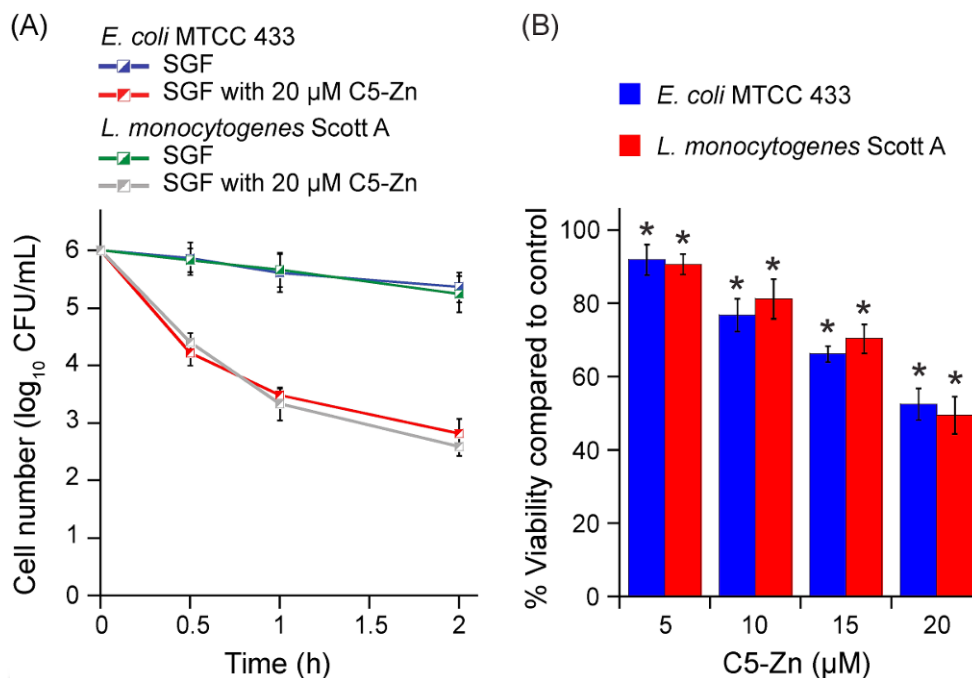 (A)
E. coli MTCC 433
SGF
SGF with 20 µM C5-Zn
L. monocytogenes Scott A
SGF
SGF with 20 µM C5-Zn
Cell number (log10 CFU/mL)
6
5
4
3
2
1
0
0 0.5 1 1.5 2
Time (h)
(B)
E. coli MTCC 433
L. monocytogenes Scott A
% Viability compared to control
100
80
60
40
20
0
* * * * * * * *
5 10 15 20
C5-Zn (µM)